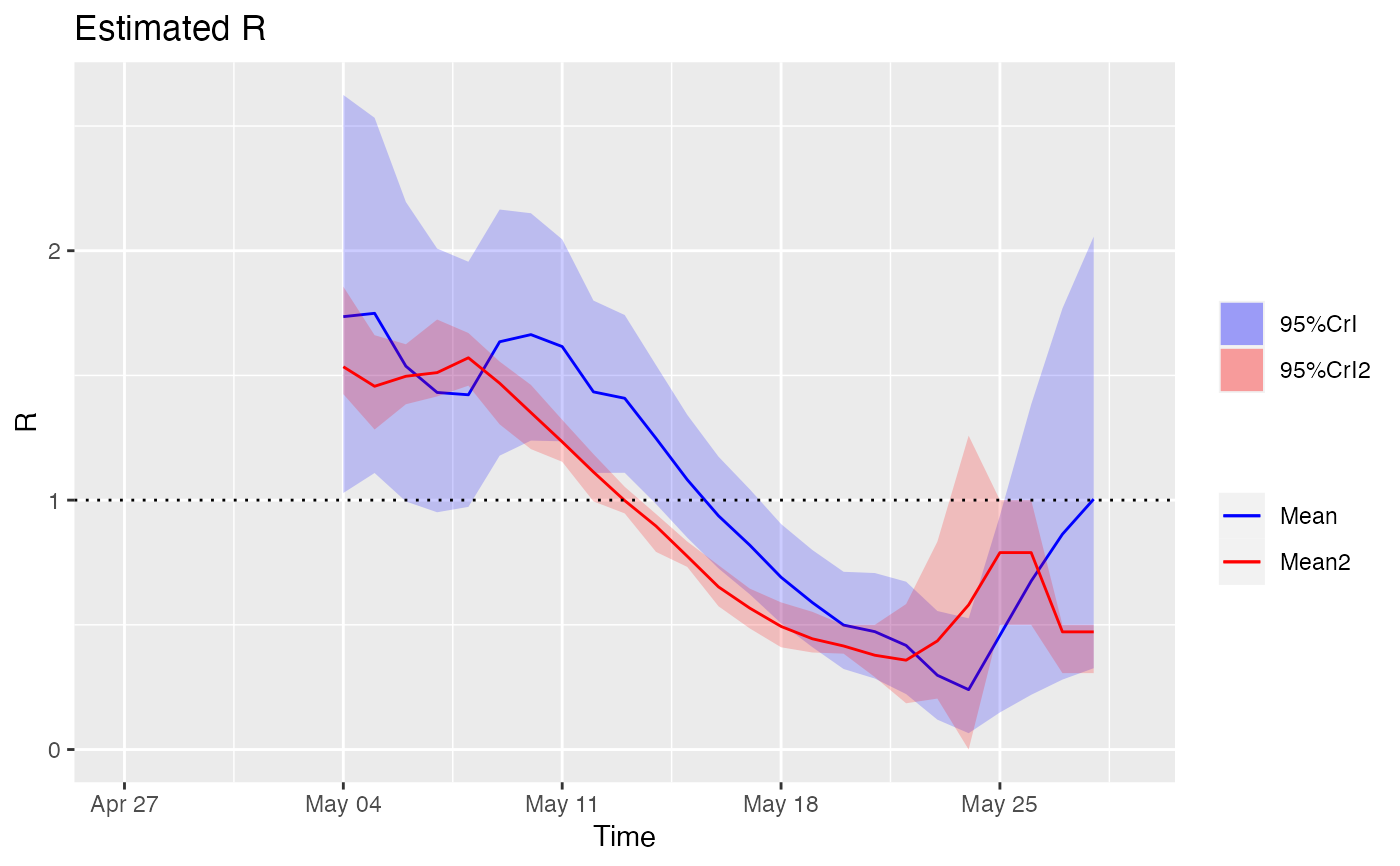 Estimated R
R
2
1
0
Apr 27
May 04
May 11
May 18
May 25
Time
95%CrI
95%CrI2
Mean
Mean2